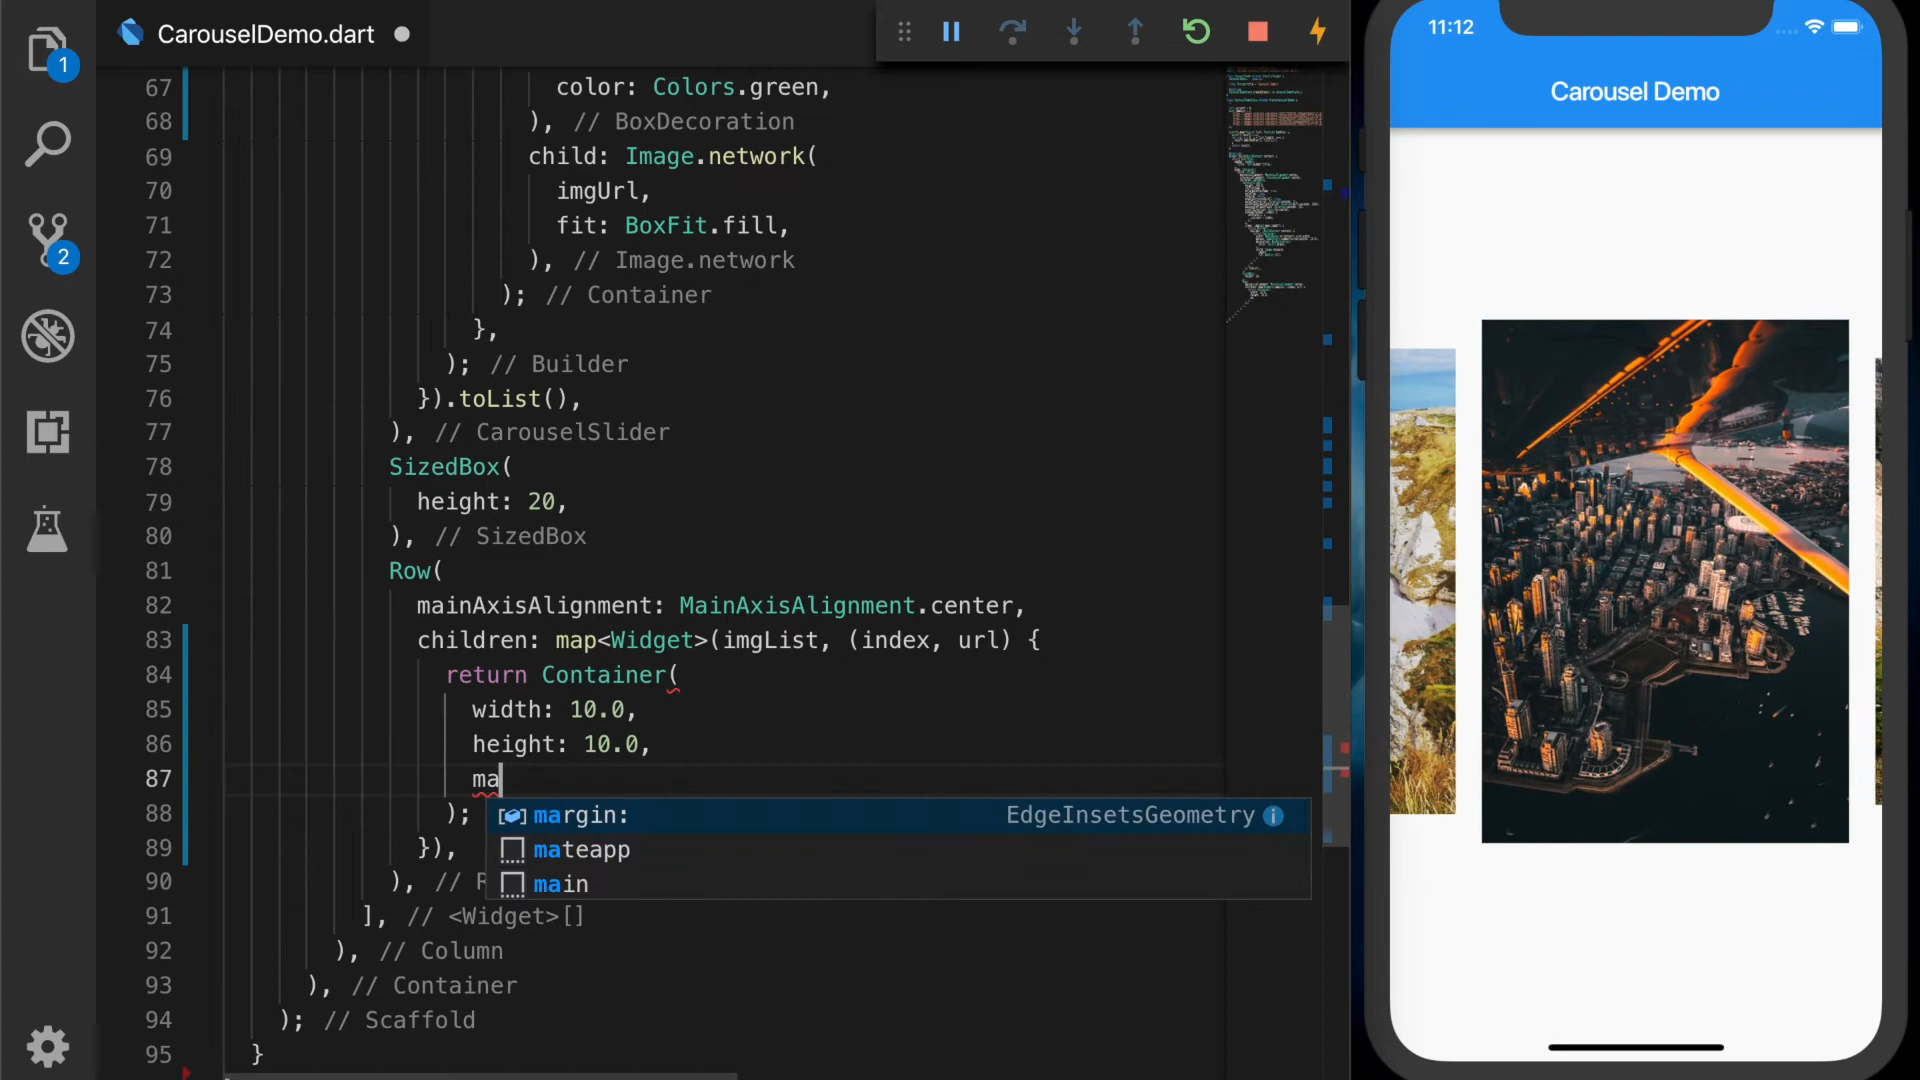 CarouselDemo.dart
1
2
67 color: Colors.green,
68 ), // BoxDecoration
69 child: Image.network(
70 imgUrl,
71 fit: BoxFit.fill,
72 ), // Image.network
73 ); // Container
74 },
75 ); // Builder
76 }).toList(),
77 ), // CarouselSlider
78 SizedBox(
79 height: 20,
80 ), // SizedBox
81 Row(
82 mainAxisAlignment: MainAxisAlignment.center,
83 children: map<Widget>(imgList, (index, url) {
84 return Container(
85 width: 10.0,
86 height: 10.0,
87 ma
88 );
margin: EdgeInsetsGeometry
89 }),
mateapp
90 ), // R
main
91 ], // <Widget>[]
92 ), // Column
93 ), // Container
94 ); // Scaffold
95 }
11:12
Carousel Demo